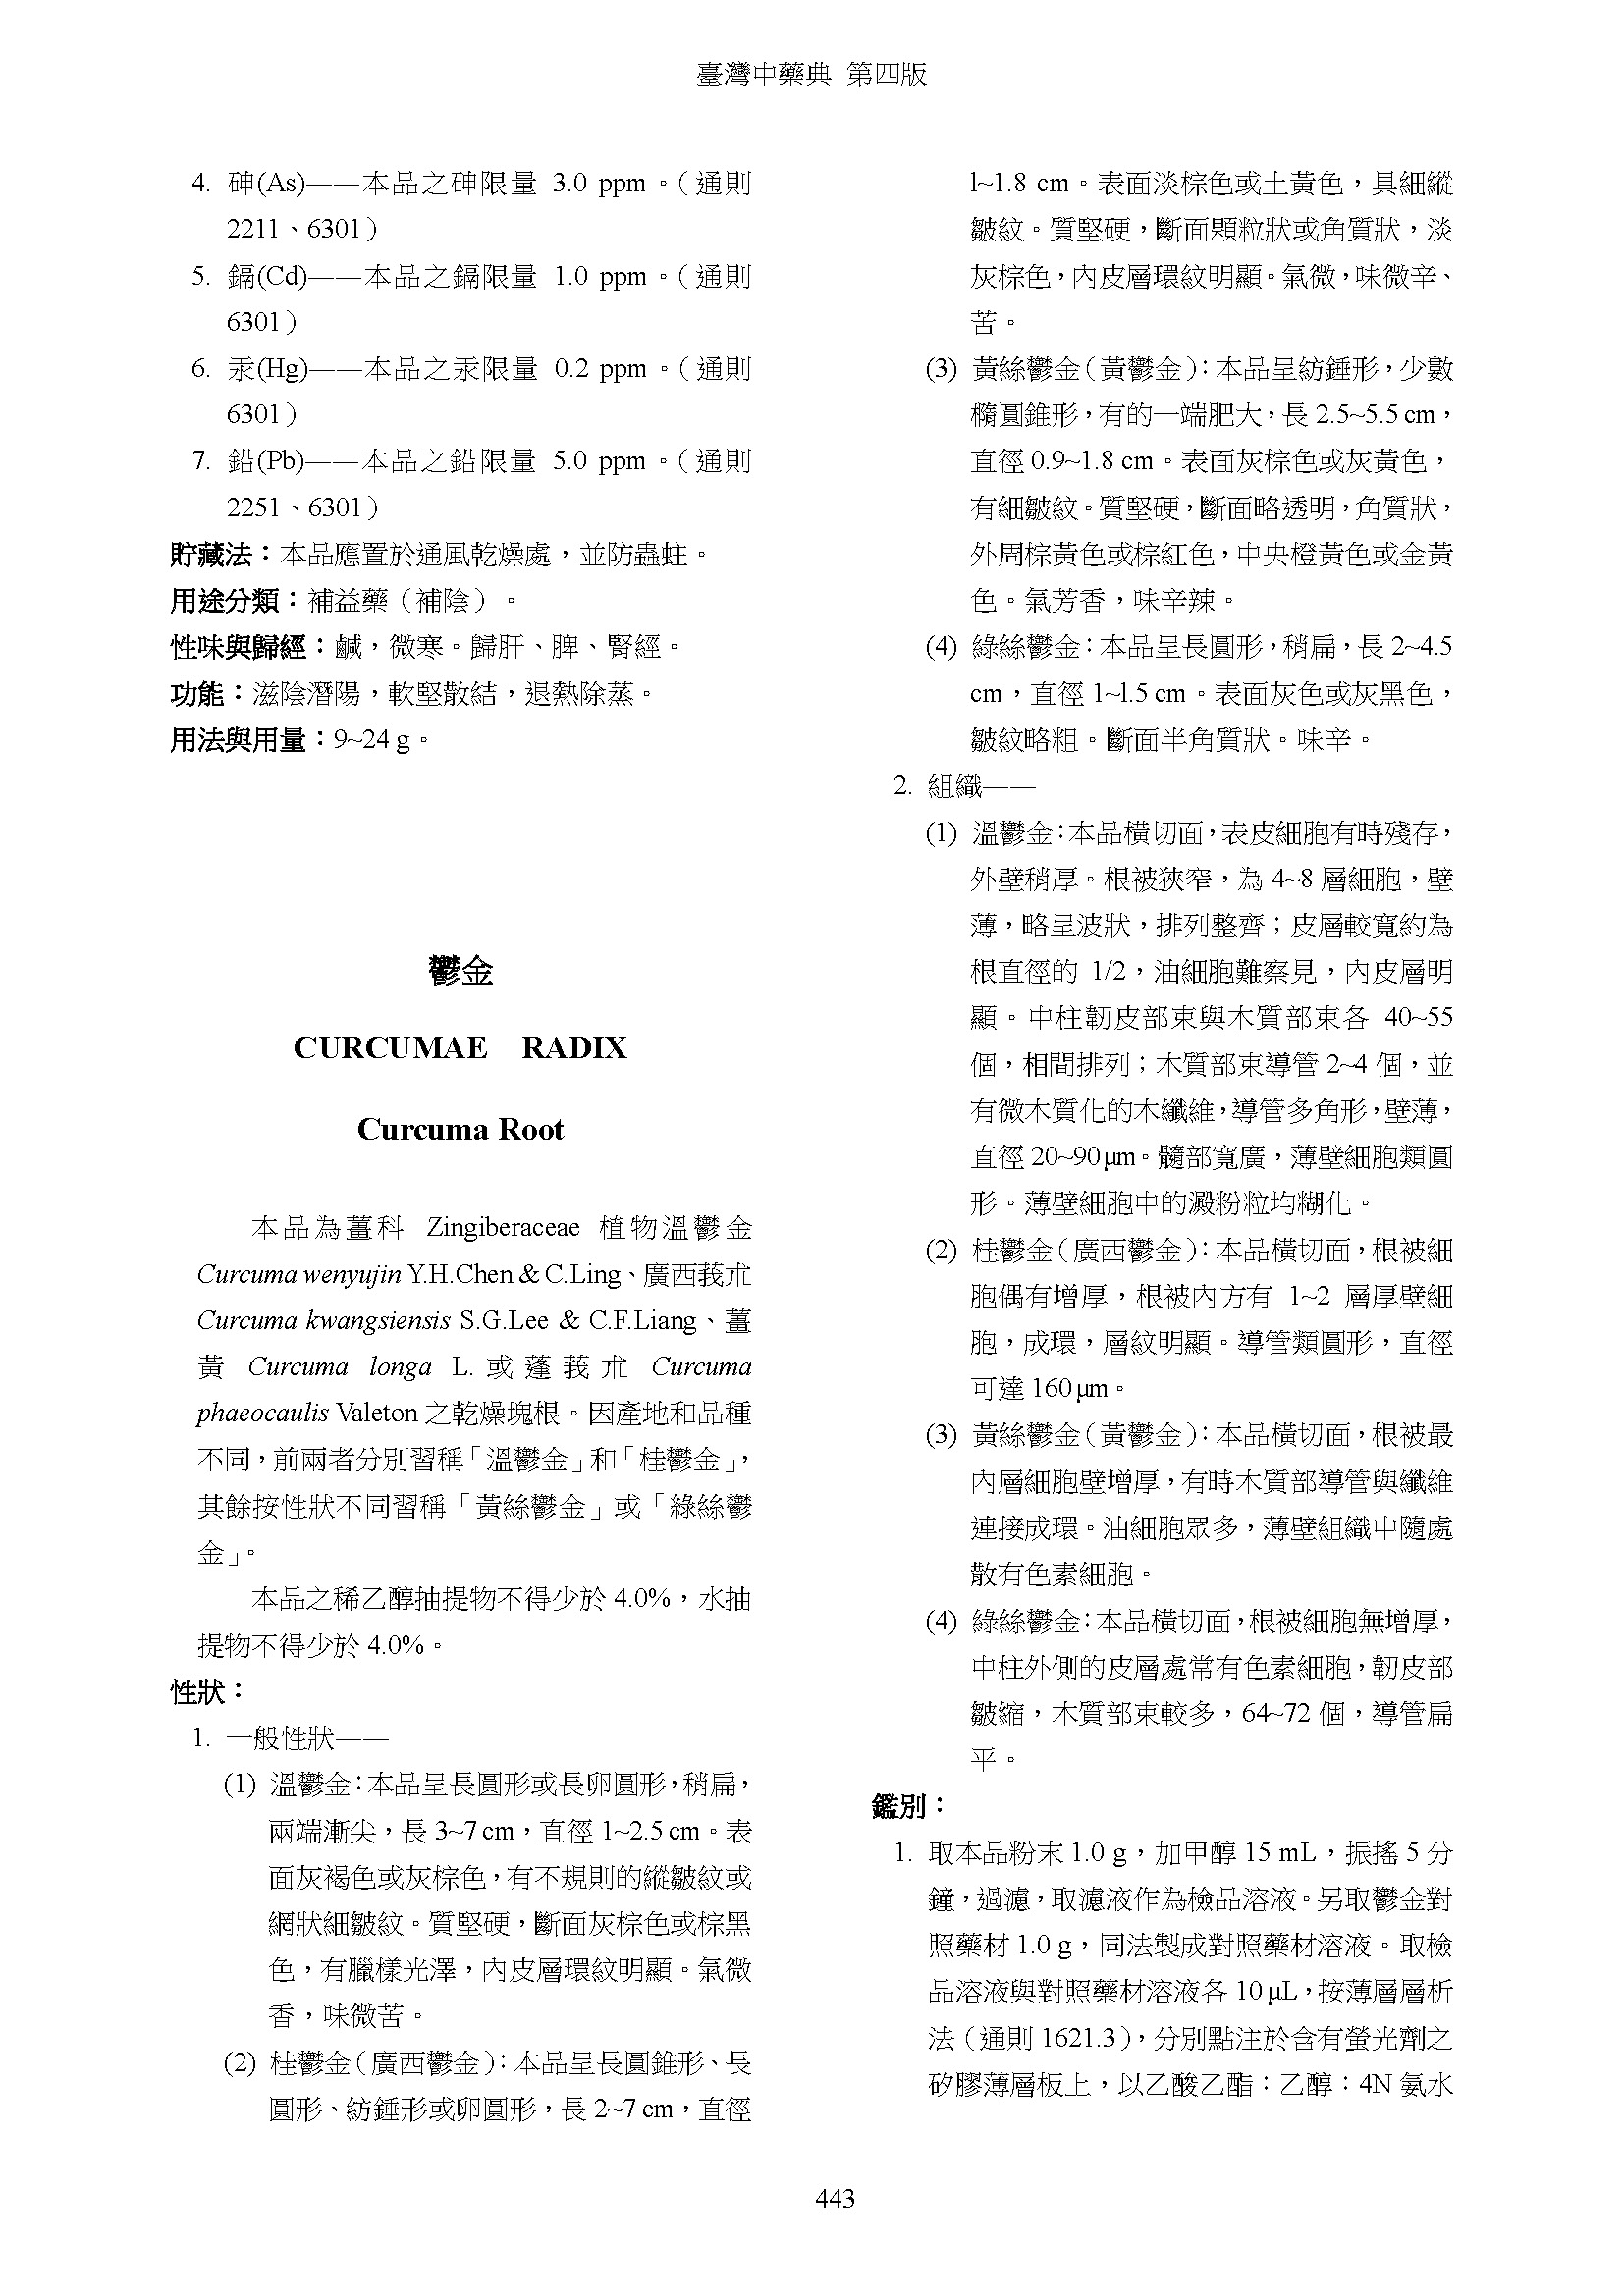 臺灣中藥典 第四版
4. 砷(As)——本品之砷限量 3.0 ppm。（通則
2211、6301）
5. 鎘(Cd)——本品之鎘限量 1.0 ppm。（通則
6301）
6. 汞(Hg)——本品之汞限量 0.2 ppm。（通則
6301）
7. 鉛(Pb)——本品之鉛限量 5.0 ppm。（通則
2251、6301）
貯藏法：本品應置於通風乾燥處，並防蟲蛀。
用途分類：補益藥（補陰）。
性味與歸經：鹹，微寒。歸肝、脾、腎經。
功能：滋陰潛陽，軟堅散結，退熱除蒸。
用法與用量：9~24 g。
鬱金
CURCUMAE RADIX
Curcuma Root
本品為薑科 Zingiberaceae 植物溫鬱金
Curcuma wenyujin Y.H.Chen & C.Ling、廣西莪朮
Curcuma kwangsiensis S.G.Lee & C.F.Liang、薑
黃 Curcuma longa L. 或蓬莪朮 Curcuma
phaeocaulis Valeton 之乾燥塊根。因產地和品種
不同，前兩者分別習稱「溫鬱金」和「桂鬱金」，
其餘按性狀不同習稱「黃絲鬱金」或「綠絲鬱
金」。
本品之稀乙醇抽提物不得少於 4.0%，水抽
提物不得少於 4.0%。
性狀：
1. 一般性狀——
(1) 溫鬱金：本品呈長圓形或長卵圓形，稍扁，
兩端漸尖，長 3~7 cm，直徑 1~2.5 cm。表
面灰褐色或灰棕色，有不規則的縱皺紋或
網狀細皺紋。質堅硬，斷面灰棕色或棕黑
色，有臘樣光澤，內皮層環紋明顯。氣微
香，味微苦。
(2) 桂鬱金（廣西鬱金）：本品呈長圓錐形、長
圓形、紡錘形或卵圓形，長 2~7 cm，直徑
l~1.8 cm。表面淡棕色或土黃色，具細縱
皺紋。質堅硬，斷面顆粒狀或角質狀，淡
灰棕色，內皮層環紋明顯。氣微，味微辛、
苦。
(3) 黃絲鬱金（黃鬱金）：本品呈紡錘形，少數
橢圓錐形，有的一端肥大，長 2.5~5.5 cm，
直徑 0.9~1.8 cm。表面灰棕色或灰黃色，
有細皺紋。質堅硬，斷面略透明，角質狀，
外周棕黃色或棕紅色，中央橙黃色或金黃
色。氣芳香，味辛辣。
(4) 綠絲鬱金：本品呈長圓形，稍扁，長 2~4.5
cm，直徑 1~l.5 cm。表面灰色或灰黑色，
皺紋略粗。斷面半角質狀。味辛。
2. 組織——
(1) 溫鬱金：本品橫切面，表皮細胞有時殘存，
外壁稍厚。根被狹窄，為 4~8 層細胞，壁
薄，略呈波狀，排列整齊；皮層較寬約為
根直徑的 1/2，油細胞難察見，內皮層明
顯。中柱韌皮部束與木質部束各 40~55
個，相間排列；木質部束導管 2~4 個，並
有微木質化的木纖維，導管多角形，壁薄，
直徑 20~90 μm。髓部寬廣，薄壁細胞類圓
形。薄壁細胞中的澱粉粒均糊化。
(2) 桂鬱金（廣西鬱金）：本品橫切面，根被細
胞偶有增厚，根被內方有 1~2 層厚壁細
胞，成環，層紋明顯。導管類圓形，直徑
可達 160 μm。
(3) 黃絲鬱金（黃鬱金）：本品橫切面，根被最
內層細胞壁增厚，有時木質部導管與纖維
連接成環。油細胞眾多，薄壁組織中隨處
散有色素細胞。
(4) 綠絲鬱金：本品橫切面，根被細胞無增厚，
中柱外側的皮層處常有色素細胞，韌皮部
皺縮，木質部束較多，64~72 個，導管扁
平。
鑑別：
1. 取本品粉末 1.0 g，加甲醇 15 mL，振搖 5 分
鐘，過濾，取濾液作為檢品溶液。另取鬱金對
照藥材 1.0 g，同法製成對照藥材溶液。取檢
品溶液與對照藥材溶液各 10 μL，按薄層層析
法（通則 1621.3），分別點注於含有螢光劑之
矽膠薄層板上，以乙酸乙酯：乙醇：4N 氨水
443